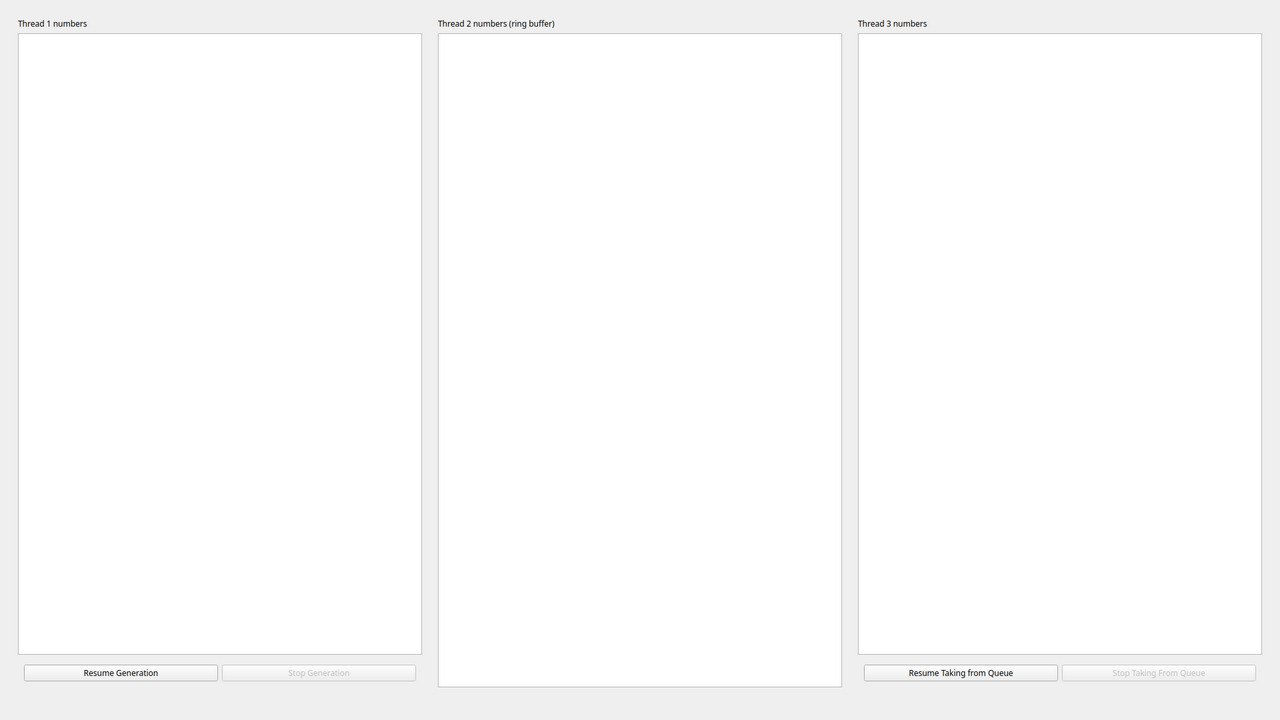 Thread 1 numbers
Thread 2 numbers (ring buffer)
Thread 3 numbers
Resume Generation
Stop Generation
Resume Taking from Queue
Stop Taking From Queue